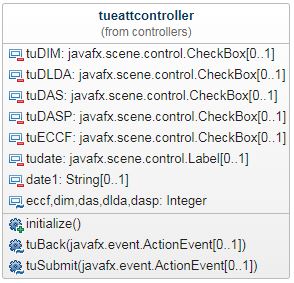 tueattcontroller
(from controllers)
tuDIM: javafx.scene.control.CheckBox[0..1]
tuDLDA: javafx.scene.control.CheckBox[0..1]
tuDAS: javafx.scene.control.CheckBox[0..1]
tuDASP: javafx.scene.control.CheckBox[0..1]
tuECCF: javafx.scene.control.CheckBox[0..1]
tudate: javafx.scene.control.Label[0..1]
date1: String[0..1]
eccf,dim,das,dlda,dasp: Integer
initialize()
tuBack(javafx.event.ActionEvent[0..1])
tuSubmit(javafx.event.ActionEvent[0..1])